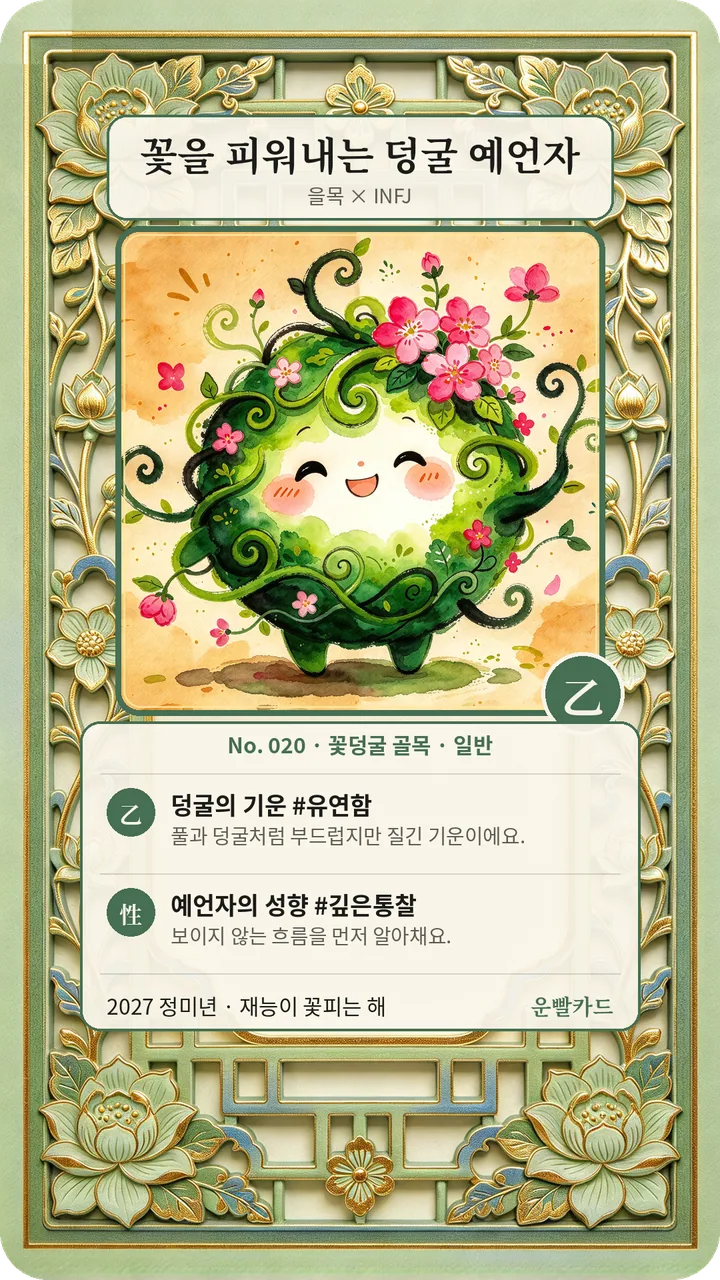 꽃을 피워내는 덩굴 예언자
을목 × INFJ
乙
No. 020 · 꽃덩굴 골목 · 일반
乙
덩굴의 기운 #유연함
풀과 덩굴처럼 부드럽지만 질긴 기운이에요.
性
예언자의 성향 #깊은통찰
보이지 않는 흐름을 먼저 알아채요.
2027 정미년 · 재능이 꽃피는 해
운빨카드